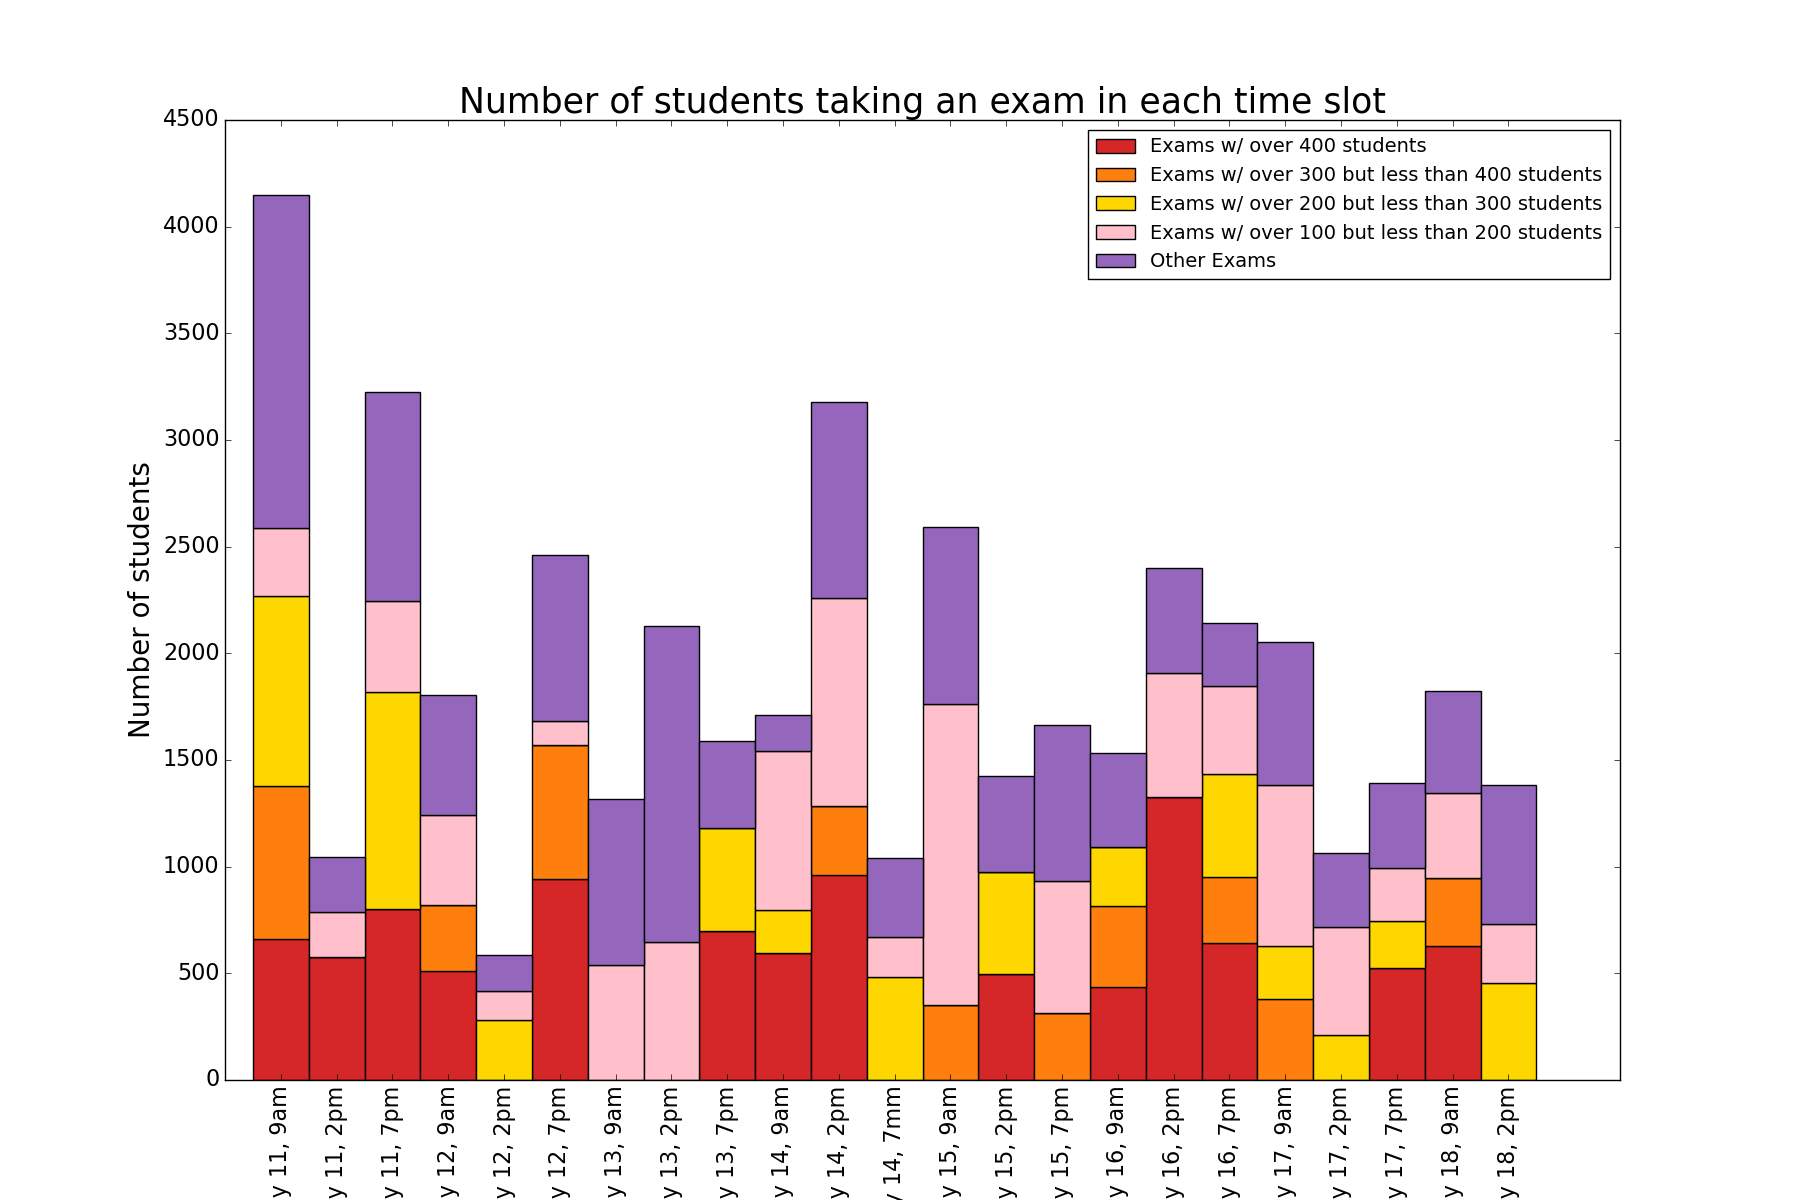 Number of students taking an exam in each time slot
Exams w/ over 400 students
Exams w/ over 300 but less than 400 students
Exams w/ over 200 but less than 300 students
Exams w/ over 100 but less than 200 students
Other Exams
Number of students
4500
4000
3500
3000
2500
2000
1500
1000
500
0
y 11, 9am
y 11, 2pm
y 11, 7pm
y 12, 9am
y 12, 2pm
y 12, 7pm
y 13, 9am
y 13, 2pm
y 13, 7pm
y 14, 9am
y 14, 2pm
y 14, 7mm
y 15, 9am
y 15, 2pm
y 15, 7pm
y 16, 9am
y 16, 2pm
y 16, 7pm
y 17, 9am
y 17, 2pm
y 17, 7pm
y 18, 9am
y 18, 2pm